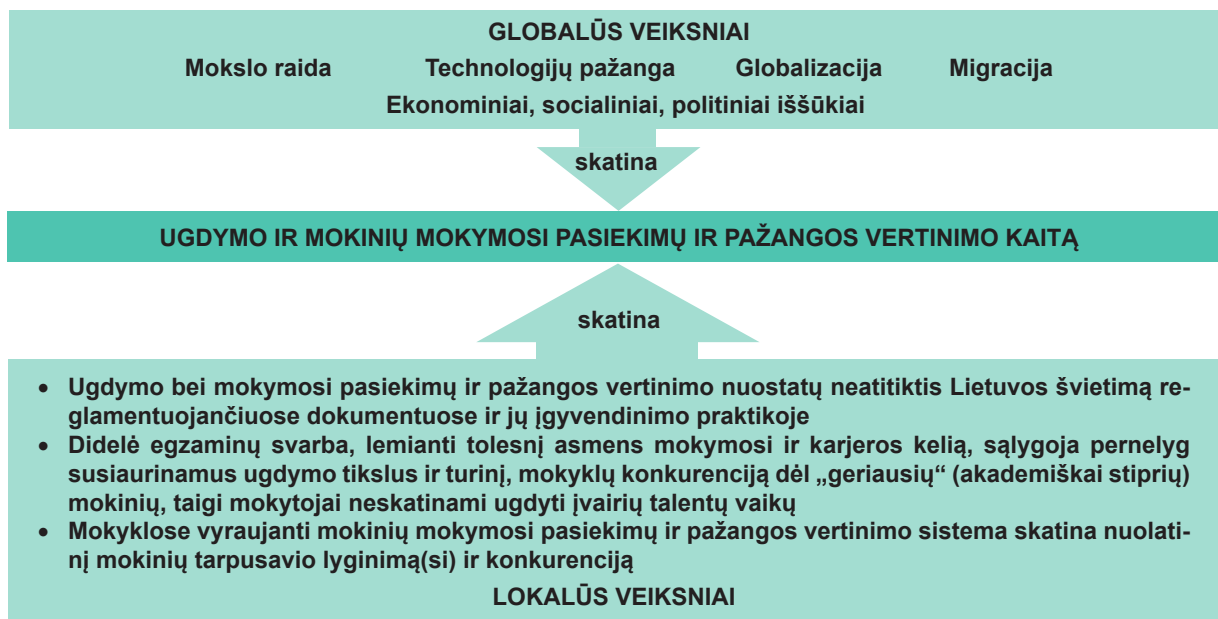 GLOBALŪS VEIKSNIAI
Mokslo raida Technologijų pažanga Globalizacija Migracija
Ekonominiai, socialiniai, politiniai iššūkiai
skatina
UGDYMO IR MOKINIŲ MOKYMOSI PASIEKIMŲ IR PAŽANGOS VERTINIMO KAITĄ
skatina
• Ugdymo bei mokymosi pasiekimų ir pažangos vertinimo nuostatų neatitiktis Lietuvos švietimą re-
glamentuojančiuose dokumentuose ir jų įgyvendinimo praktikoje
• Didelė egzaminų svarba, lemianti tolesnį asmens mokymosi ir karjeros kelią, sąlygoja pernelyg
susiaurinamus ugdymo tikslus ir turinį, mokyklų konkurenciją dėl „geriausių“ (akademiškai stiprių)
mokinių, taigi mokytojai neskatinami ugdyti įvairių talentų vaikų
• Mokyklose vyraujanti mokinių mokymosi pasiekimų ir pažangos vertinimo sistema skatina nuolati-
nį mokinių tarpusavio lyginimą(si) ir konkurenciją
LOKALŪS VEIKSNIAI